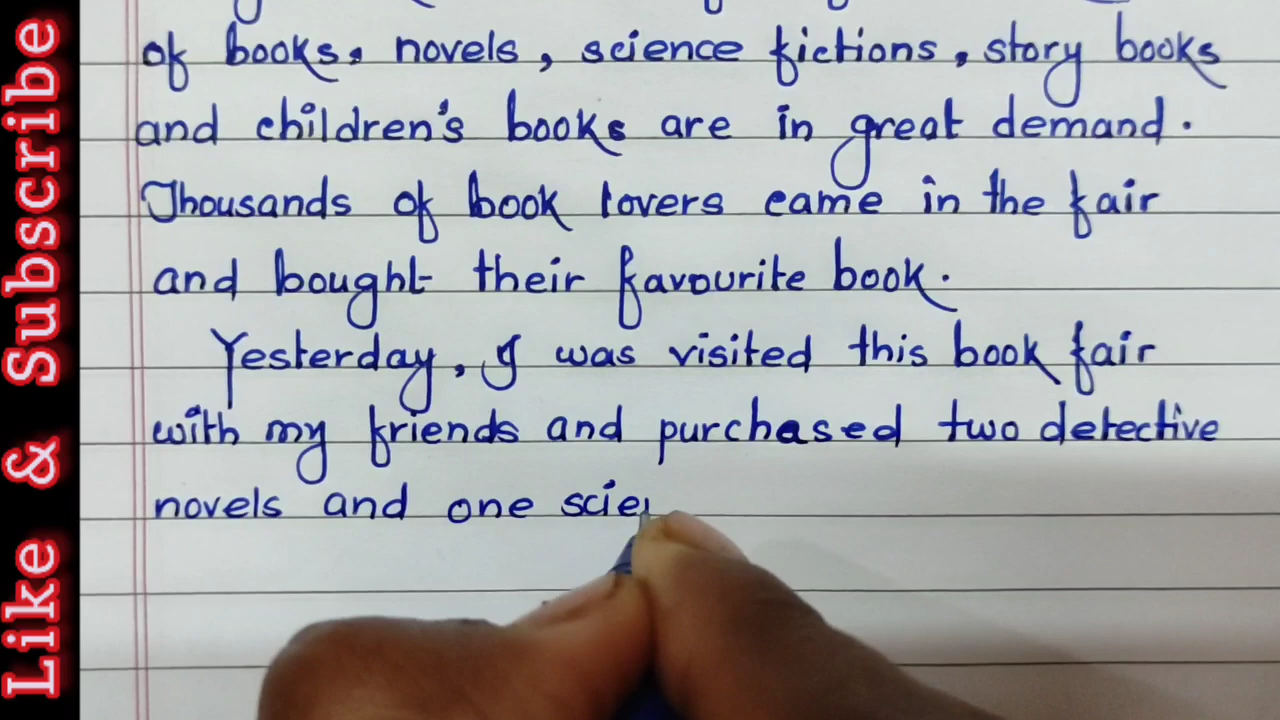 of books, novels, science fictions, story books
and children's books are in great demand.
Thousands of book lovers came in the fair
and bought their favourite book.
Yesterday, I was visited this book fair
with my friends and purchased two detective
novels and one scie
Like & Subscribe